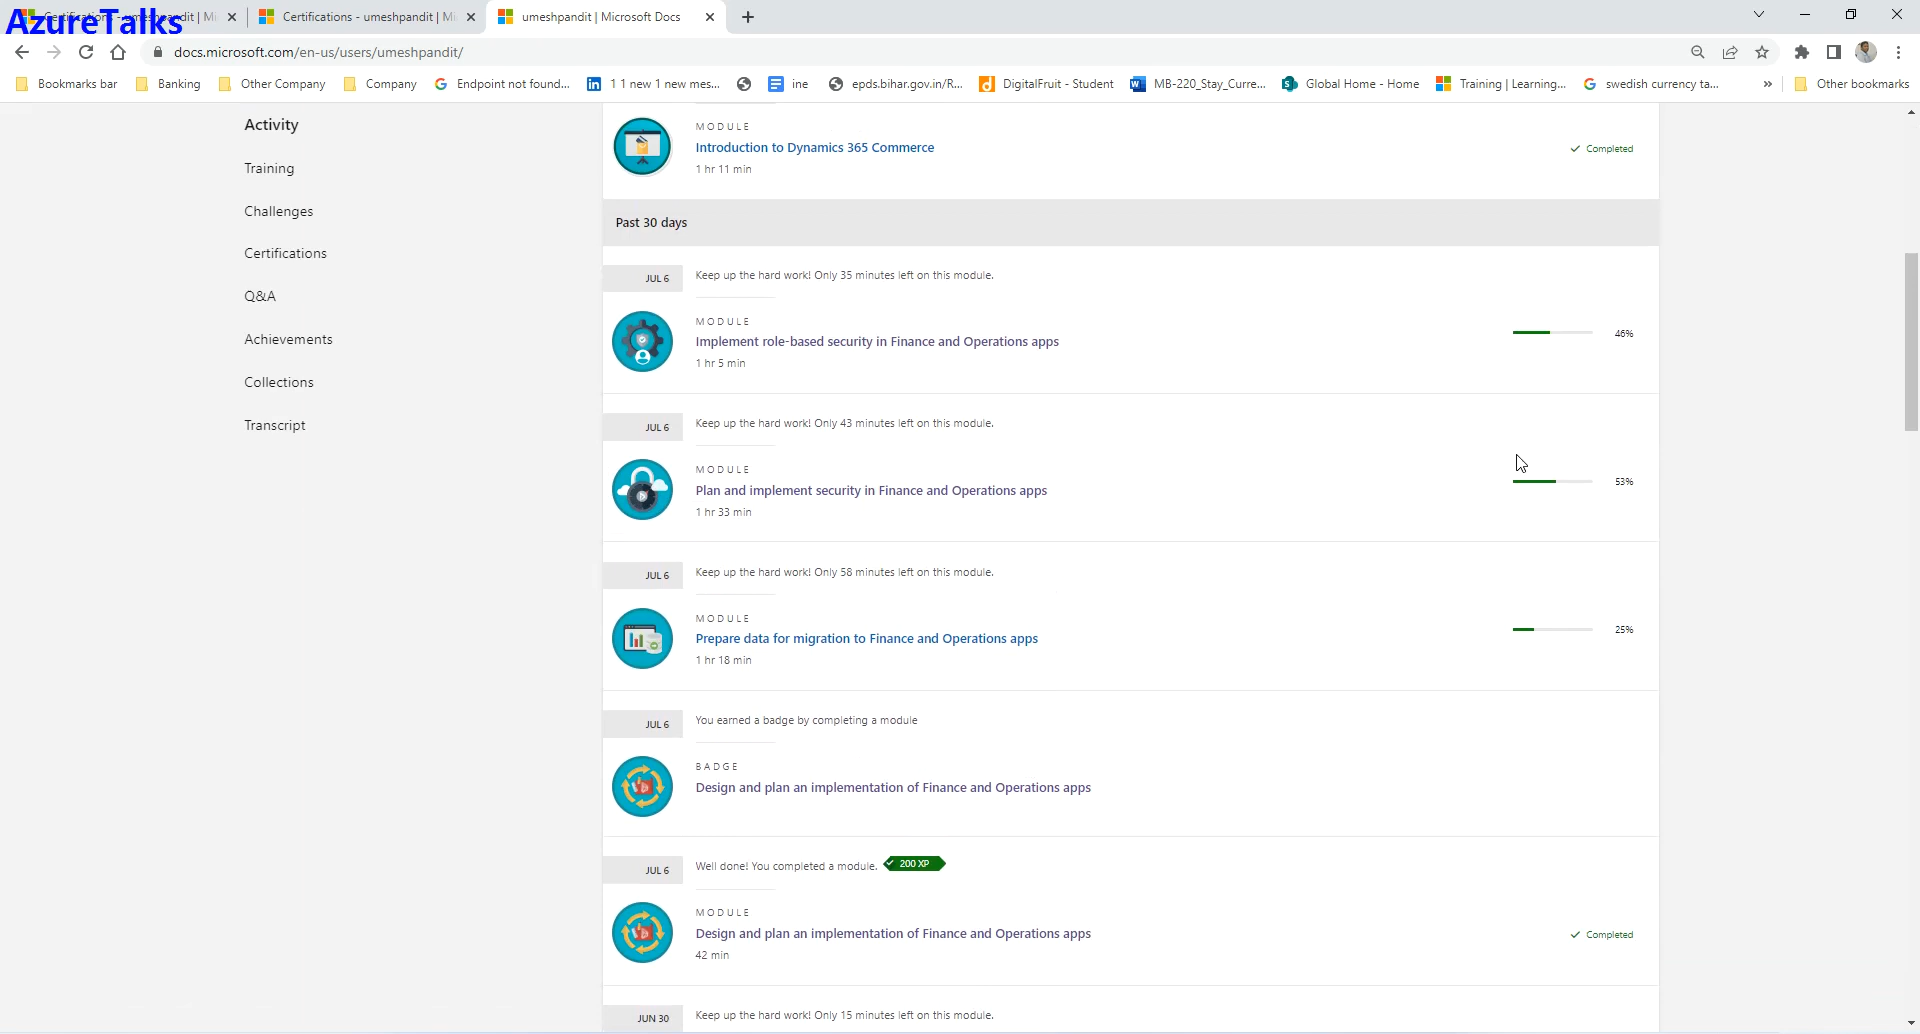 AzureTalks
Certifications - umeshpandit | Mi
Certifications - umeshpandit | Mi
umeshpandit | Microsoft Docs
docs.microsoft.com/en-us/users/umeshpandit/
Bookmarks bar
Banking
Other Company
Company
Endpoint not found...
1 1 new 1 new mes...
ine
epds.bihar.gov.in/R...
DigitalFruit - Student
MB-220_Stay_Curre...
Global Home - Home
Training | Learning...
swedish currency ta...
»
Other bookmarks
Activity
Training
Challenges
Certifications
Q&A
Achievements
Collections
Transcript
MODULE
Introduction to Dynamics 365 Commerce
1 hr 11 min
Completed
Past 30 days
JUL 6
Keep up the hard work! Only 35 minutes left on this module.
MODULE
Implement role-based security in Finance and Operations apps
1 hr 5 min
46%
JUL 6
Keep up the hard work! Only 43 minutes left on this module.
MODULE
Plan and implement security in Finance and Operations apps
1 hr 33 min
53%
JUL 6
Keep up the hard work! Only 58 minutes left on this module.
MODULE
Prepare data for migration to Finance and Operations apps
1 hr 18 min
25%
JUL 6
You earned a badge by completing a module
BADGE
Design and plan an implementation of Finance and Operations apps
JUL 6
Well done! You completed a module.
200 XP
MODULE
Design and plan an implementation of Finance and Operations apps
42 min
Completed
JUN 30
Keep up the hard work! Only 15 minutes left on this module.